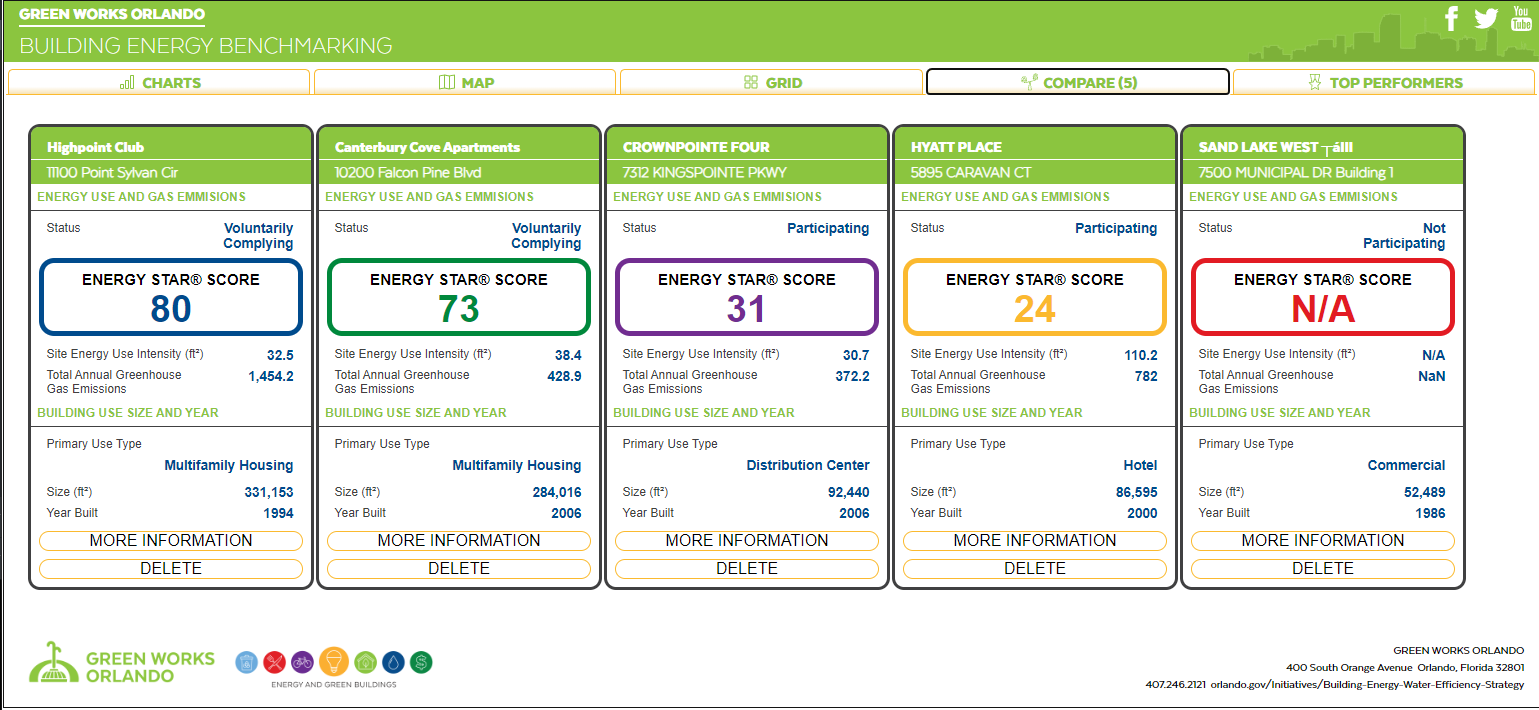 GREEN WORKS ORLANDO
BUILDING ENERGY BENCHMARKING
You
Tube
CHARTS
MAP
GRID
COMPARE (5)
TOP PERFORMERS
Highpoint Club
11100 Point Sylvan Cir
ENERGY USE AND GAS EMMISIONS
Status Voluntarily
Complying
ENERGY STAR® SCORE
80
Site Energy Use Intensity (ft²) 32.5
Total Annual Greenhouse 1,454.2
Gas Emissions
BUILDING USE SIZE AND YEAR
Primary Use Type
Multifamily Housing
Size (ft²) 331,153
Year Built 1994
MORE INFORMATION
DELETE
Canterbury Cove Apartments
10200 Falcon Pine Blvd
ENERGY USE AND GAS EMMISIONS
Status Voluntarily
Complying
ENERGY STAR® SCORE
73
Site Energy Use Intensity (ft²) 38.4
Total Annual Greenhouse 428.9
Gas Emissions
BUILDING USE SIZE AND YEAR
Primary Use Type
Multifamily Housing
Size (ft²) 284,016
Year Built 2006
MORE INFORMATION
DELETE
CROWNPOINTE FOUR
7312 KINGSPOINTE PKWY
ENERGY USE AND GAS EMMISIONS
Status Participating
ENERGY STAR® SCORE
31
Site Energy Use Intensity (ft²) 30.7
Total Annual Greenhouse 372.2
Gas Emissions
BUILDING USE SIZE AND YEAR
Primary Use Type
Distribution Center
Size (ft²) 92,440
Year Built 2006
MORE INFORMATION
DELETE
HYATT PLACE
5895 CARAVAN CT
ENERGY USE AND GAS EMMISIONS
Status Participating
ENERGY STAR® SCORE
24
Site Energy Use Intensity (ft²) 110.2
Total Annual Greenhouse 782
Gas Emissions
BUILDING USE SIZE AND YEAR
Primary Use Type
Hotel
Size (ft²) 86,595
Year Built 2000
MORE INFORMATION
DELETE
SAND LAKE WEST ┬áIII
7500 MUNICIPAL DR Building 1
ENERGY USE AND GAS EMMISIONS
Status Not
Participating
ENERGY STAR® SCORE
N/A
Site Energy Use Intensity (ft²) N/A
Total Annual Greenhouse NaN
Gas Emissions
BUILDING USE SIZE AND YEAR
Primary Use Type
Commercial
Size (ft²) 52,489
Year Built 1986
MORE INFORMATION
DELETE
GREEN WORKS
ORLANDO
ENERGY AND GREEN BUILDINGS
GREEN WORKS ORLANDO
400 South Orange Avenue Orlando, Florida 32801
407.246.2121 orlando.gov/Initiatives/Building-Energy-Water-Efficiency-Strategy